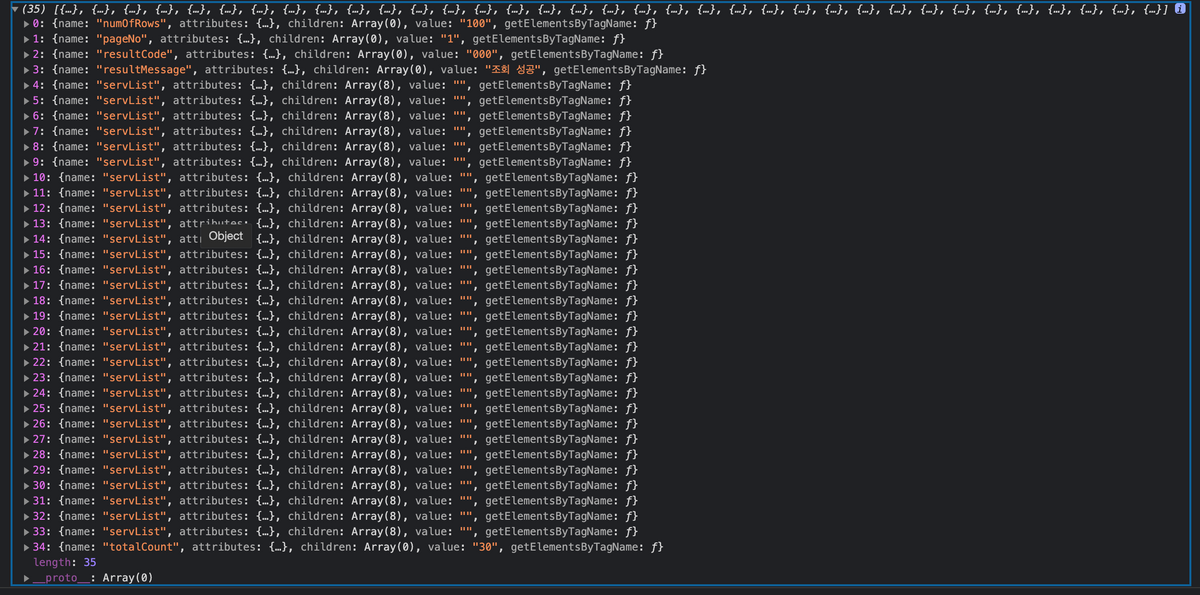 ▼(35) [{…}, {…}, {…}, {…}, {…}, {…}, {…}, {…}, {…}, {…}, {…}, {…}, {…}, {…}, {…}, {…}, {…}, {…}, {…}, {…}, {…}, {…}, {…}, {…}, {…}, {…}, {…}, {…}, {…}, {…}, {…}, {…}, {…}, {…}, {…}] i
▶0: {name: "numOfRows", attributes: {…}, children: Array(0), value: "100", getElementsByTagName: ƒ}
▶1: {name: "pageNo", attributes: {…}, children: Array(0), value: "1", getElementsByTagName: ƒ}
▶2: {name: "resultCode", attributes: {…}, children: Array(0), value: "000", getElementsByTagName: ƒ}
▶3: {name: "resultMessage", attributes: {…}, children: Array(0), value: "조회 성공", getElementsByTagName: ƒ}
▶4: {name: "servList", attributes: {…}, children: Array(8), value: "", getElementsByTagName: ƒ}
▶5: {name: "servList", attributes: {…}, children: Array(8), value: "", getElementsByTagName: ƒ}
▶6: {name: "servList", attributes: {…}, children: Array(8), value: "", getElementsByTagName: ƒ}
▶7: {name: "servList", attributes: {…}, children: Array(8), value: "", getElementsByTagName: ƒ}
▶8: {name: "servList", attributes: {…}, children: Array(8), value: "", getElementsByTagName: ƒ}
▶9: {name: "servList", attributes: {…}, children: Array(8), value: "", getElementsByTagName: ƒ}
▶10: {name: "servList", attributes: {…}, children: Array(8), value: "", getElementsByTagName: ƒ}
▶11: {name: "servList", attributes: {…}, children: Array(8), value: "", getElementsByTagName: ƒ}
▶12: {name: "servList", attributes: {…}, children: Array(8), value: "", getElementsByTagName: ƒ}
▶13: {name: "servList", attributes: {…}, children: Array(8), value: "", getElementsByTagName: ƒ}
Object
▶14: {name: "servList", {…}, children: Array(8), value: "", getElementsByTagName: ƒ}
▶15: {name: "servList", attributes: {…}, children: Array(8), value: "", getElementsByTagName: ƒ}
▶16: {name: "servList", attributes: {…}, children: Array(8), value: "", getElementsByTagName: ƒ}
▶17: {name: "servList", attributes: {…}, children: Array(8), value: "", getElementsByTagName: ƒ}
▶18: {name: "servList", attributes: {…}, children: Array(8), value: "", getElementsByTagName: ƒ}
▶19: {name: "servList", attributes: {…}, children: Array(8), value: "", getElementsByTagName: ƒ}
▶20: {name: "servList", attributes: {…}, children: Array(8), value: "", getElementsByTagName: ƒ}
▶21: {name: "servList", attributes: {…}, children: Array(8), value: "", getElementsByTagName: ƒ}
▶22: {name: "servList", attributes: {…}, children: Array(8), value: "", getElementsByTagName: ƒ}
▶23: {name: "servList", attributes: {…}, children: Array(8), value: "", getElementsByTagName: ƒ}
▶24: {name: "servList", attributes: {…}, children: Array(8), value: "", getElementsByTagName: ƒ}
▶25: {name: "servList", attributes: {…}, children: Array(8), value: "", getElementsByTagName: ƒ}
▶26: {name: "servList", attributes: {…}, children: Array(8), value: "", getElementsByTagName: ƒ}
▶27: {name: "servList", attributes: {…}, children: Array(8), value: "", getElementsByTagName: ƒ}
▶28: {name: "servList", attributes: {…}, children: Array(8), value: "", getElementsByTagName: ƒ}
▶29: {name: "servList", attributes: {…}, children: Array(8), value: "", getElementsByTagName: ƒ}
▶30: {name: "servList", attributes: {…}, children: Array(8), value: "", getElementsByTagName: ƒ}
▶31: {name: "servList", attributes: {…}, children: Array(8), value: "", getElementsByTagName: ƒ}
▶32: {name: "servList", attributes: {…}, children: Array(8), value: "", getElementsByTagName: ƒ}
▶33: {name: "servList", attributes: {…}, children: Array(8), value: "", getElementsByTagName: ƒ}
▶34: {name: "totalCount", attributes: {…}, children: Array(0), value: "30", getElementsByTagName: ƒ}
length: 35
▶__proto__: Array(0)